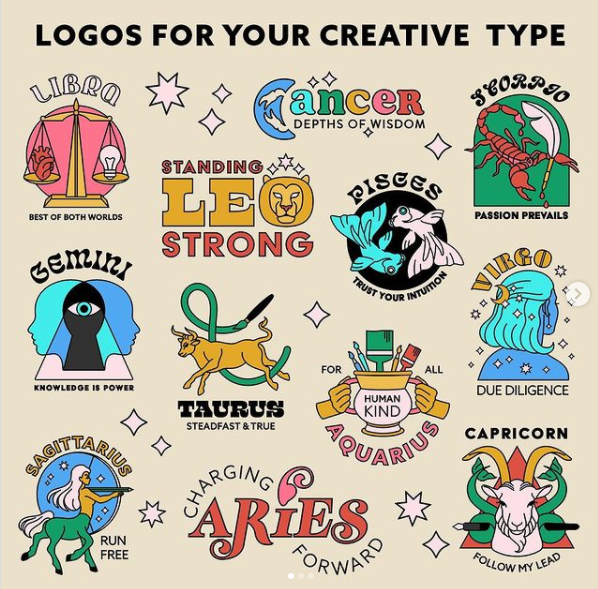 LOGOS FOR YOUR CREATIVE TYPE
LIBRA
BEST OF BOTH WORLDS
Cancer
DEPTHS OF WISDOM
SCORPIO
PASSION PREVAILS
STANDING
LEO
STRONG
PISCES
TRUST YOUR INTUITION
GEMINI
KNOWLEDGE IS POWER
TAURUS
STEADFAST & TRUE
FOR ALL
HUMAN
KIND
AQUARIUS
VIRGO
DUE DILIGENCE
SAGITTARIUS
RUN
FREE
CHARGING
ARiES
FORWARD
CAPRICORN
FOLLOW MY LEAD